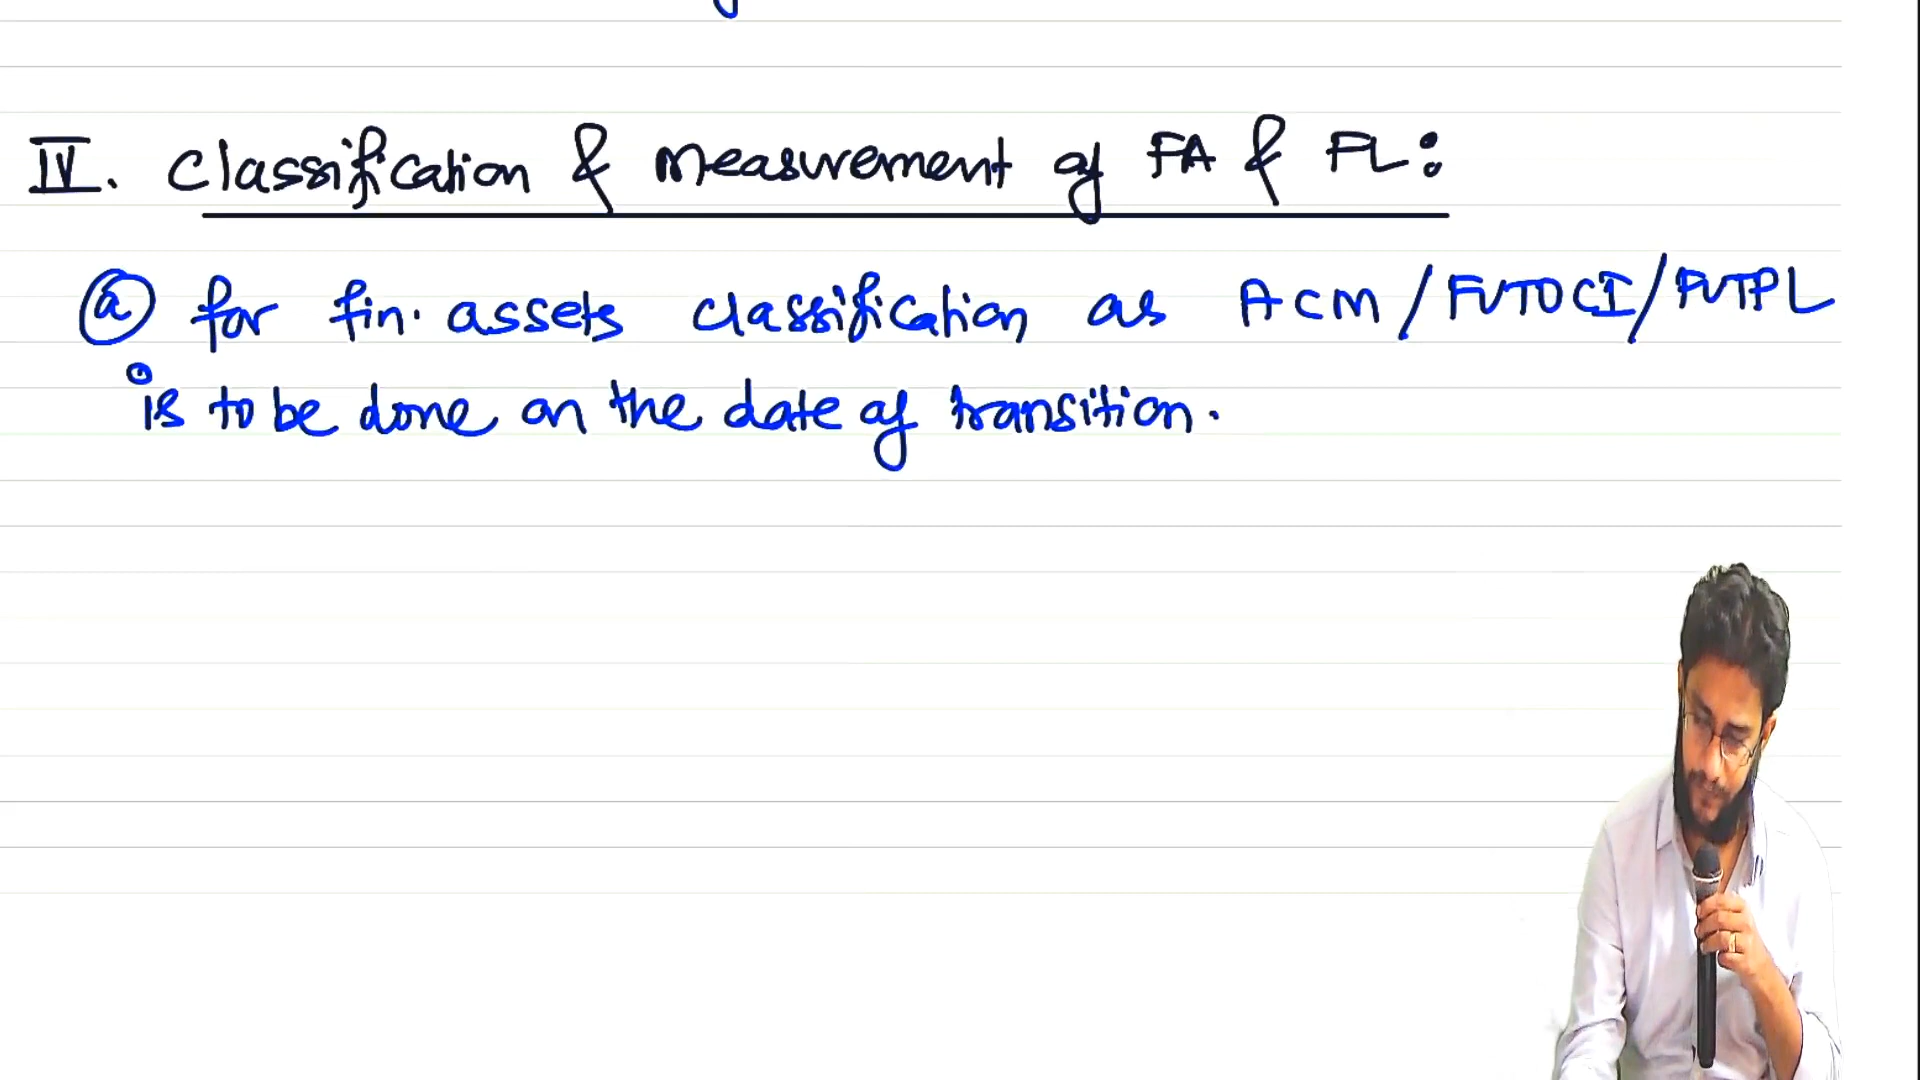 IV. Classification & Measurement of FA & FL:
(a) for fin. assets classification as ACM/FVTOCI/FVTPL
is to be done on the date of transition.